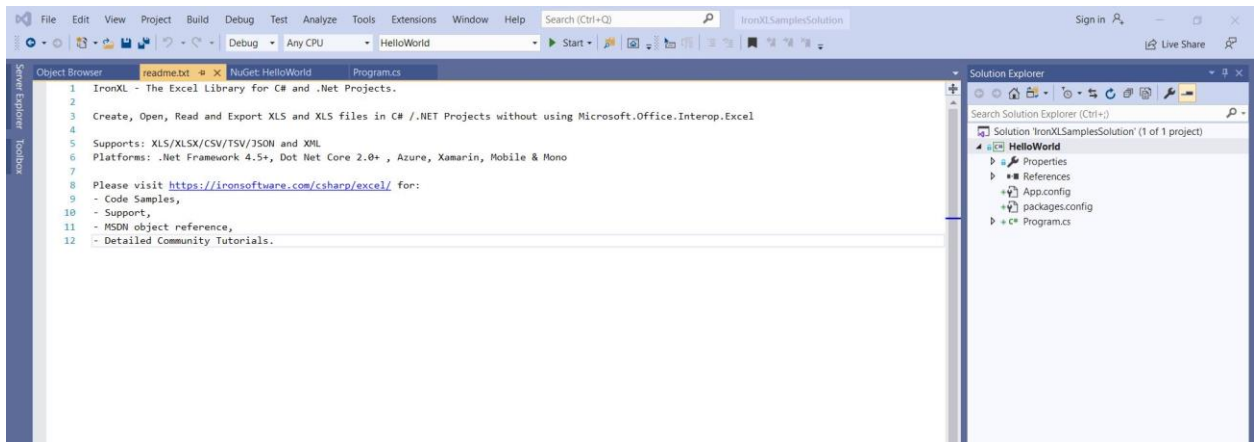 File Edit View Project Build Debug Test Analyze Tools Extensions Window Help Search (Ctrl+Q) IronXLSamplesSolution Sign in
Debug Any CPU HelloWorld Start Live Share
Server Explorer
Toolbox
Object Browser readme.txt NuGet: HelloWorld Program.cs
1 IronXL - The Excel Library for C# and .Net Projects.
2
3 Create, Open, Read and Export XLS and XLS files in C# /.NET Projects without using Microsoft.Office.Interop.Excel
4
5 Supports: XLS/XLSX/CSV/TSV/JSON and XML
6 Platforms: .Net Framework 4.5+, Dot Net Core 2.0+ , Azure, Xamarin, Mobile & Mono
7
8 Please visit https://ironsoftware.com/csharp/excel/ for:
9 - Code Samples,
10 - Support,
11 - MSDN object reference,
12 - Detailed Community Tutorials.
Solution Explorer
Search Solution Explorer (Ctrl+;)
Solution 'IronXLSamplesSolution' (1 of 1 project)
C# HelloWorld
Properties
References
App.config
packages.config
C# Program.cs